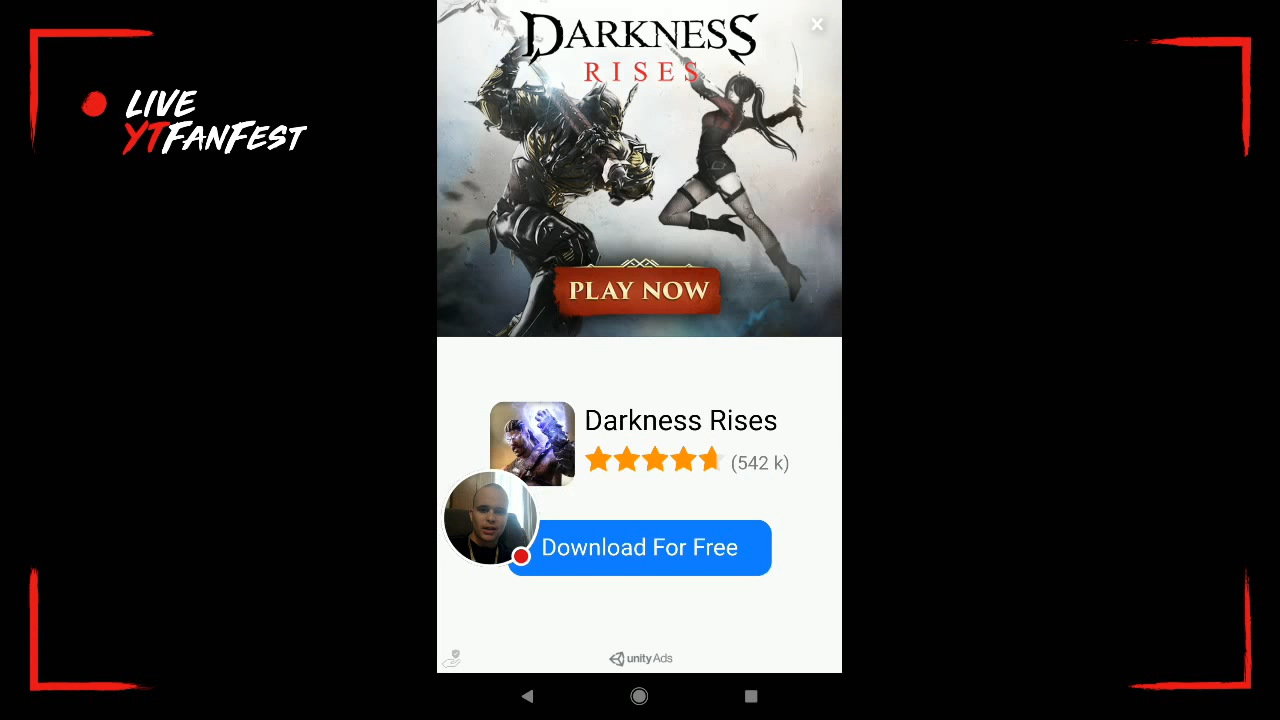 LIVE
YTFANFEST
DARKNESS
RISES
PLAY NOW
Darkness Rises
(542 k)
Download For Free
unity Ads